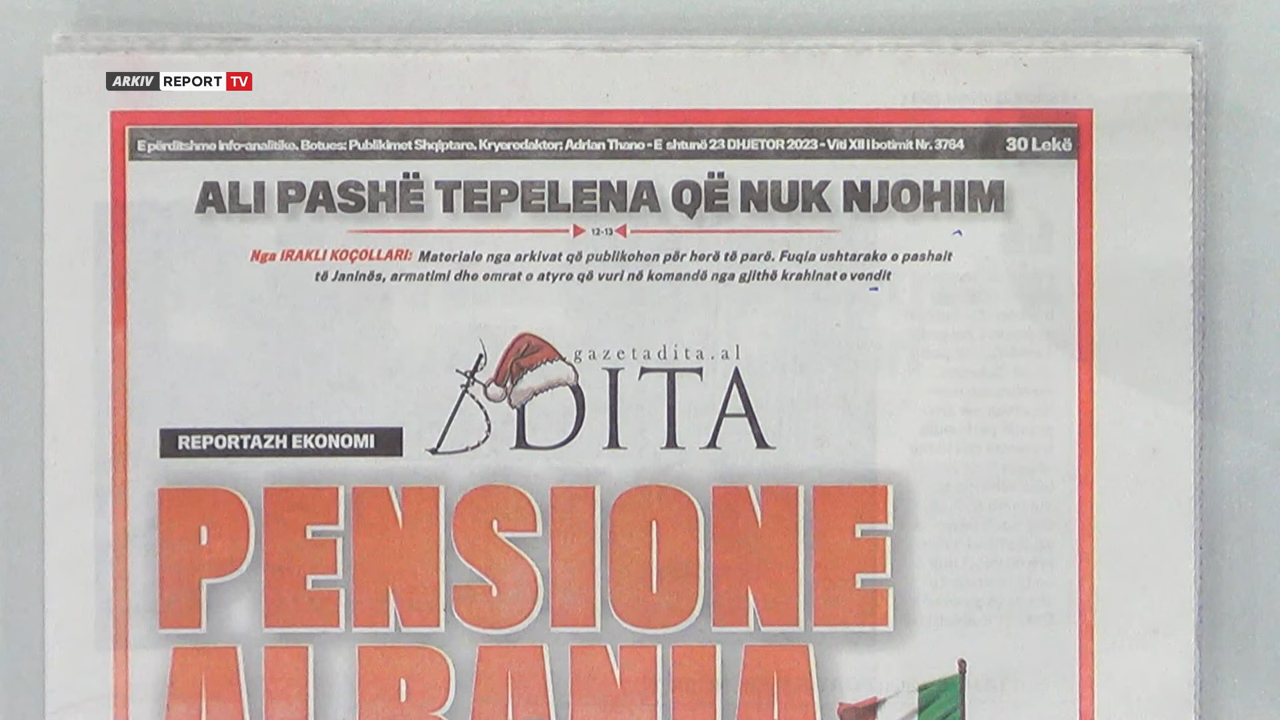 ARKIV REPORT TV
E përditshme info-analitike. Botues: Publikimet Shqiptare. Kryeredaktor: Adrian Thano - E shtunë 23 DHJETOR 2023 - Viti XII i botimit Nr. 3764 30 Lekë
ALI PASHË TEPELENA QË NUK NJOHIM
12-13
Nga IRAKLI KOÇOLLARI: Materiale nga arkivat që publikohen për herë të parë. Fuqia ushtarake e pashait
të Janinës, armatimi dhe emrat e atyre që vuri në komandë nga gjithë krahinat e vendit
gazetadita.al
DITA
REPORTAZH EKONOMI
PENSIONE
ALBANIA